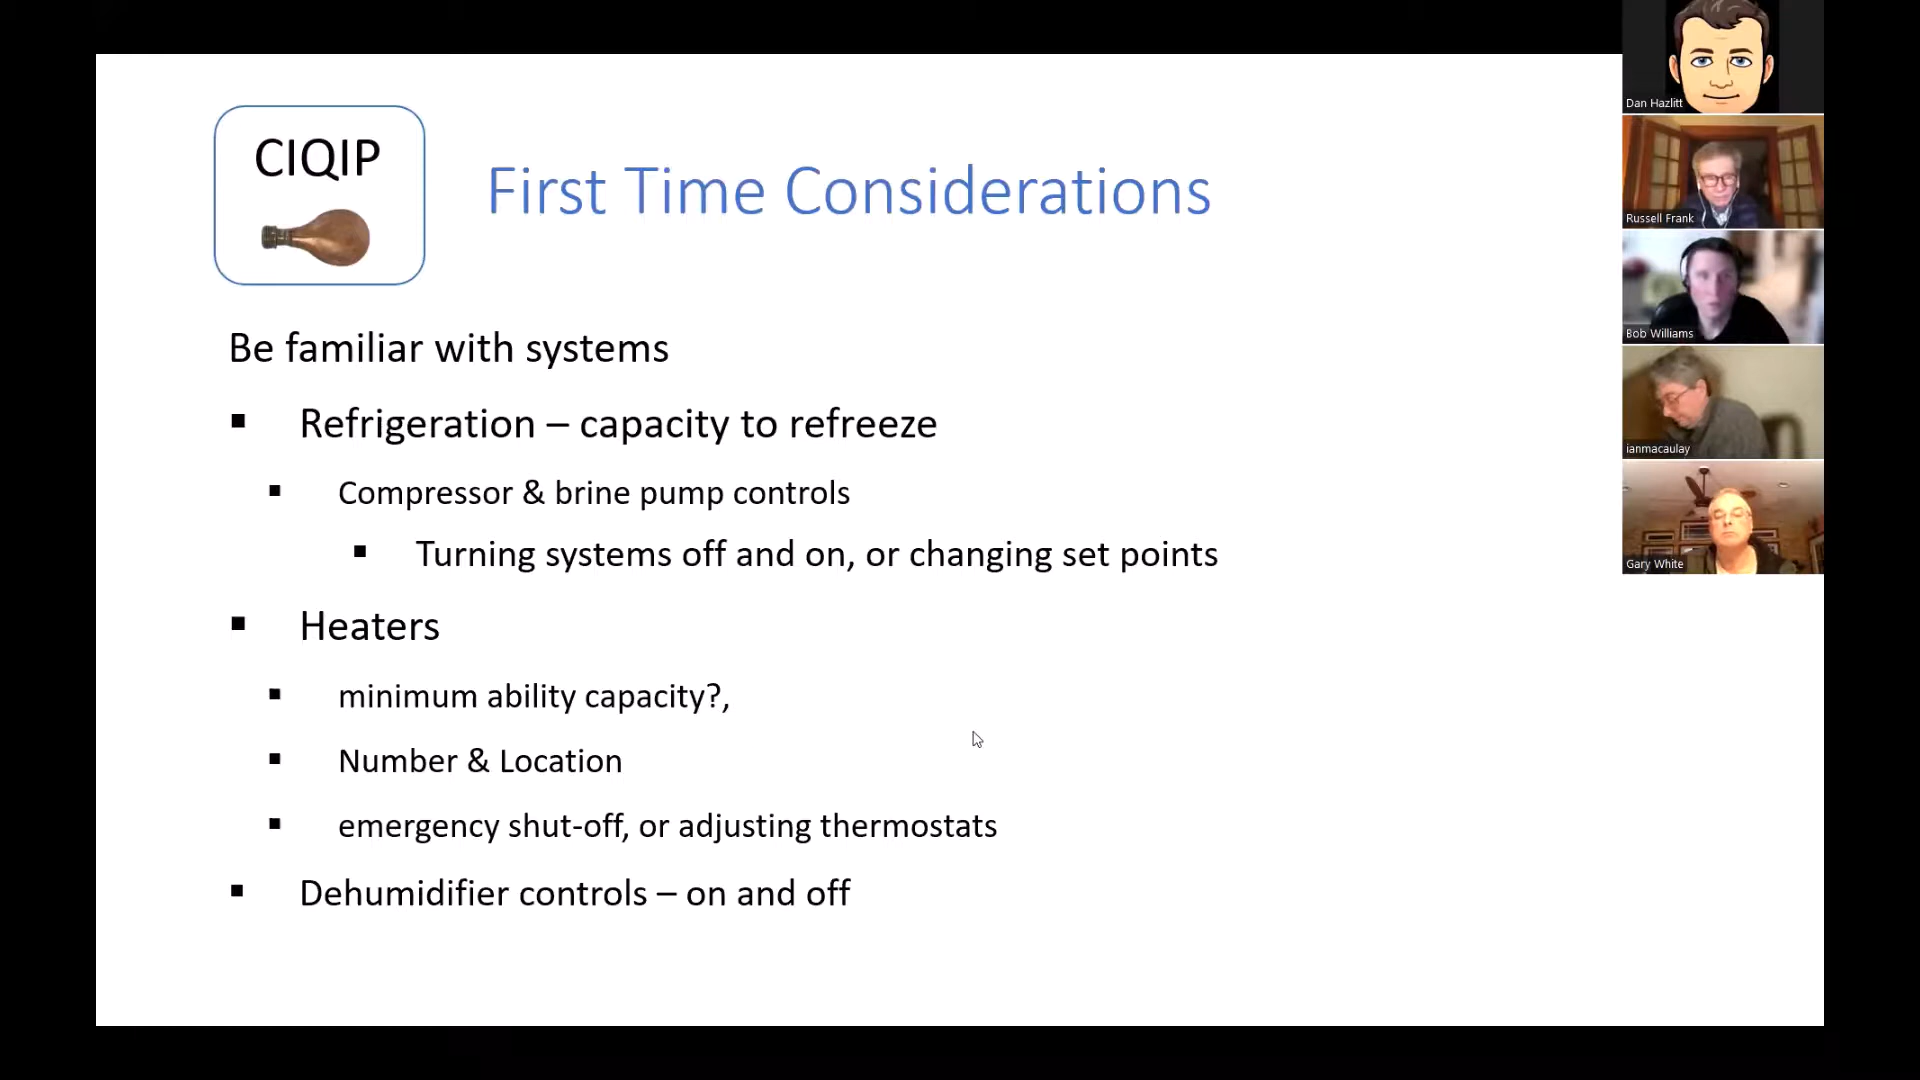 CIQIP
First Time Considerations
Be familiar with systems
▪ Refrigeration – capacity to refreeze
▪ Compressor & brine pump controls
▪ Turning systems off and on, or changing set points
▪ Heaters
▪ minimum ability capacity?,
▪ Number & Location
▪ emergency shut-off, or adjusting thermostats
▪ Dehumidifier controls – on and off
Dan Hazlitt
Russell Frank
Bob Williams
ianmacaulay
Gary White